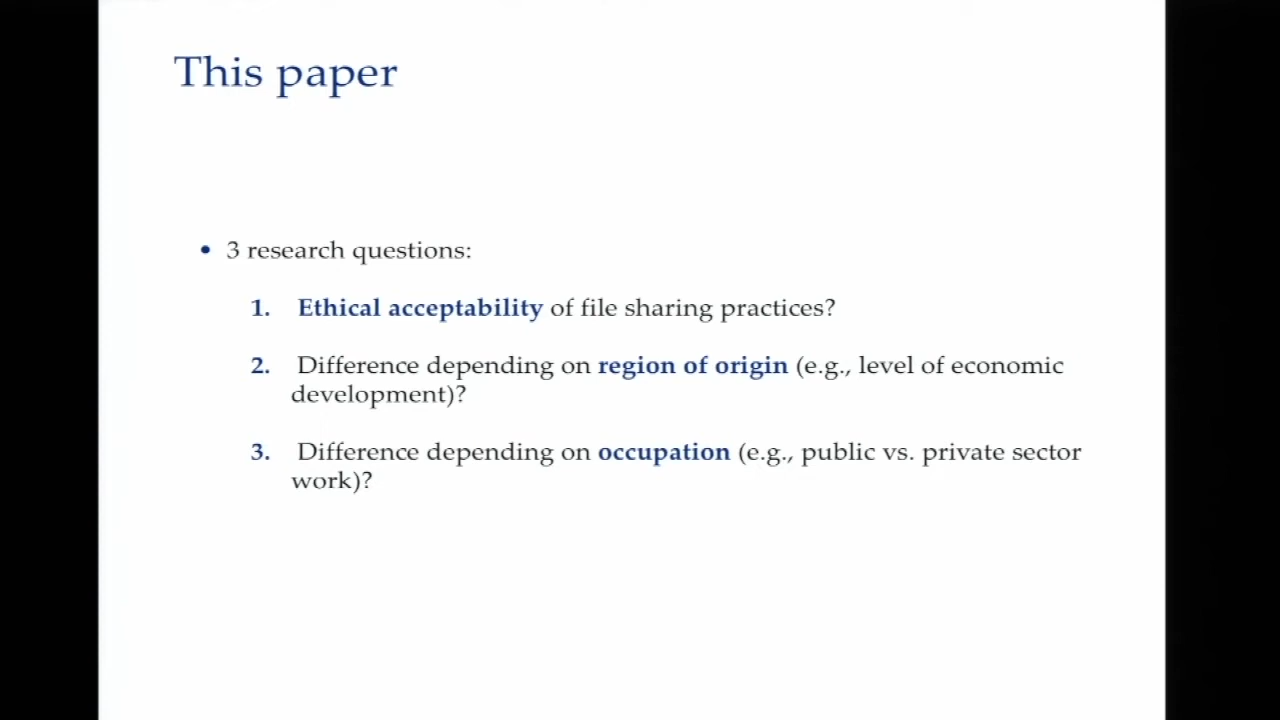 This paper
• 3 research questions:
1. Ethical acceptability of file sharing practices?
2. Difference depending on region of origin (e.g., level of economic
development)?
3. Difference depending on occupation (e.g., public vs. private sector
work)?